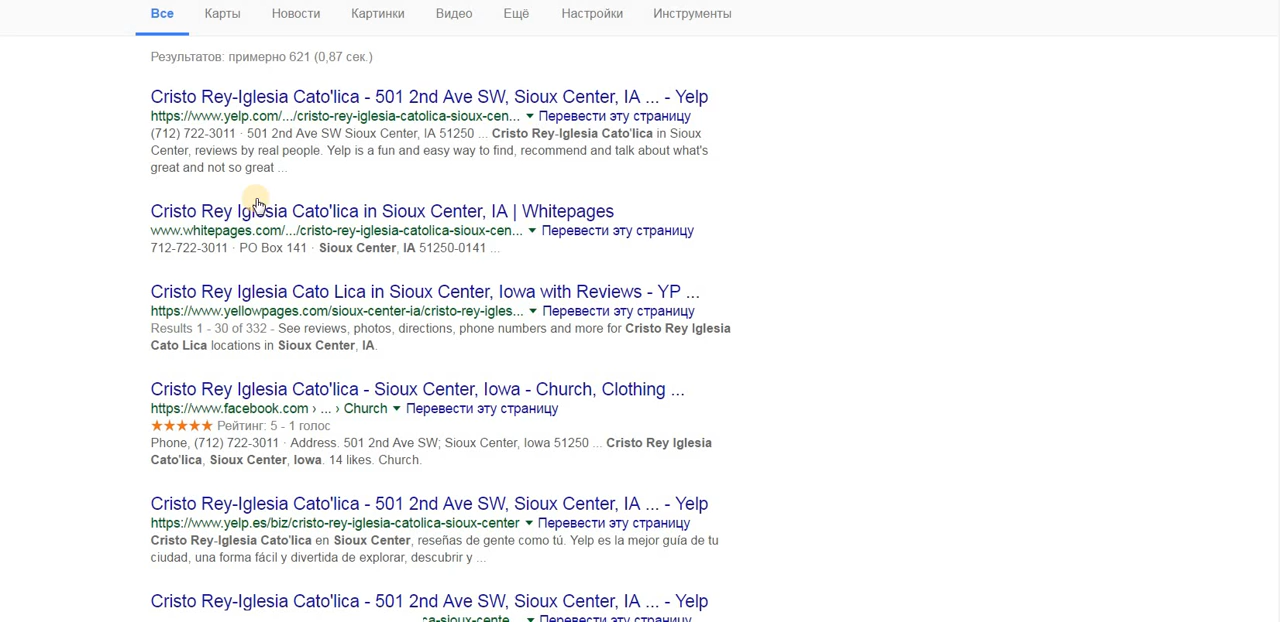 Все Карты Новости Картинки Видео Ещё Настройки Инструменты
Результатов: примерно 621 (0,87 сек.)
Cristo Rey-Iglesia Cato'lica - 501 2nd Ave SW, Sioux Center, IA ... - Yelp
https://www.yelp.com/.../cristo-rey-iglesia-catolica-sioux-cen... Перевести эту страницу
(712) 722-3011 · 501 2nd Ave SW Sioux Center, IA 51250 ... Cristo Rey-Iglesia Cato'lica in Sioux
Center, reviews by real people. Yelp is a fun and easy way to find, recommend and talk about what's
great and not so great ...
Cristo Rey Iglesia Cato'lica in Sioux Center, IA | Whitepages
www.whitepages.com/.../cristo-rey-iglesia-catolica-sioux-cen... Перевести эту страницу
712-722-3011 · PO Box 141 · Sioux Center, IA 51250-0141 ...
Cristo Rey Iglesia Cato Lica in Sioux Center, Iowa with Reviews - YP ...
https://www.yellowpages.com/sioux-center-ia/cristo-rey-igles... Перевести эту страницу
Results 1 - 30 of 332 - See reviews, photos, directions, phone numbers and more for Cristo Rey Iglesia
Cato Lica locations in Sioux Center, IA.
Cristo Rey Iglesia Cato'lica - Sioux Center, Iowa - Church, Clothing ...
https://www.facebook.com › ... › Church Перевести эту страницу
★★★★★ Рейтинг: 5 - 1 голос
Phone, (712) 722-3011 · Address. 501 2nd Ave SW; Sioux Center, Iowa 51250 ... Cristo Rey Iglesia
Cato'lica, Sioux Center, Iowa. 14 likes. Church.
Cristo Rey-Iglesia Cato'lica - 501 2nd Ave SW, Sioux Center, IA ... - Yelp
https://www.yelp.es/biz/cristo-rey-iglesia-catolica-sioux-center Перевести эту страницу
Cristo Rey-Iglesia Cato'lica en Sioux Center, reseñas de gente como tú. Yelp es la mejor guía de tu
ciudad, una forma fácil y divertida de explorar, descubrir y ...
Cristo Rey-Iglesia Cato'lica - 501 2nd Ave SW, Sioux Center, IA ... - Yelp
ca-sioux-cente... Перевести эту страницу